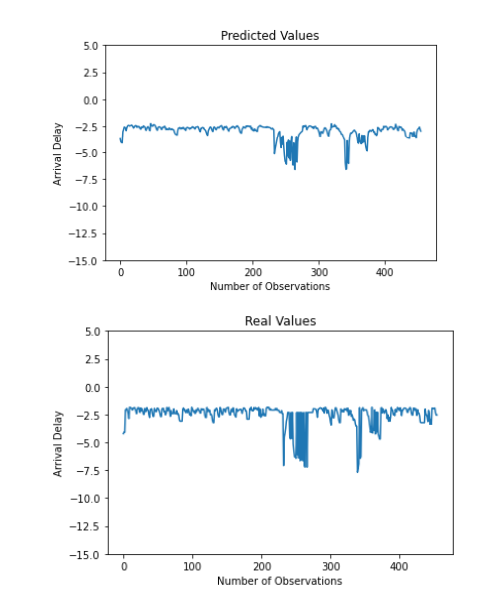 Predicted Values
5.0
2.5
0.0
−2.5
−5.0
−7.5
−10.0
−12.5
−15.0
Arrival Delay
0 100 200 300 400
Number of Observations
Real Values
5.0
2.5
0.0
−2.5
−5.0
−7.5
−10.0
−12.5
−15.0
Arrival Delay
0 100 200 300 400
Number of Observations